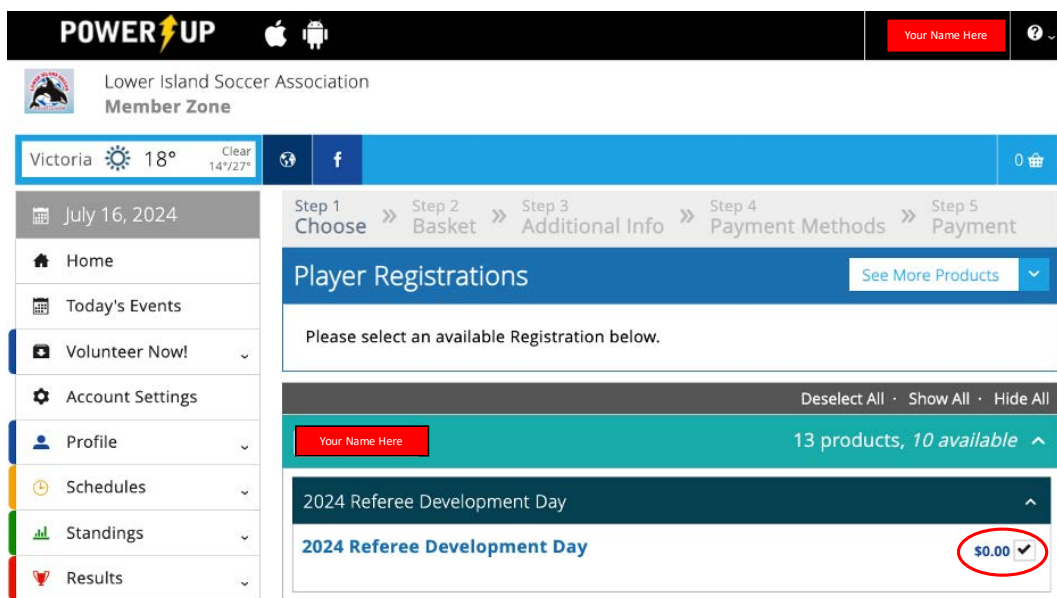 POWER UP
Your Name Here
?
Lower Island Soccer Association
Member Zone
Victoria 18° Clear 14°/27°
f
0
July 16, 2024
Home
Today's Events
Volunteer Now!
Account Settings
Profile
Schedules
Standings
Results
Step 1 Choose » Step 2 Basket » Step 3 Additional Info » Step 4 Payment Methods » Step 5 Payment
Player Registrations
See More Products
Please select an available Registration below.
Deselect All · Show All · Hide All
Your Name Here
13 products, 10 available
2024 Referee Development Day
2024 Referee Development Day
$0.00